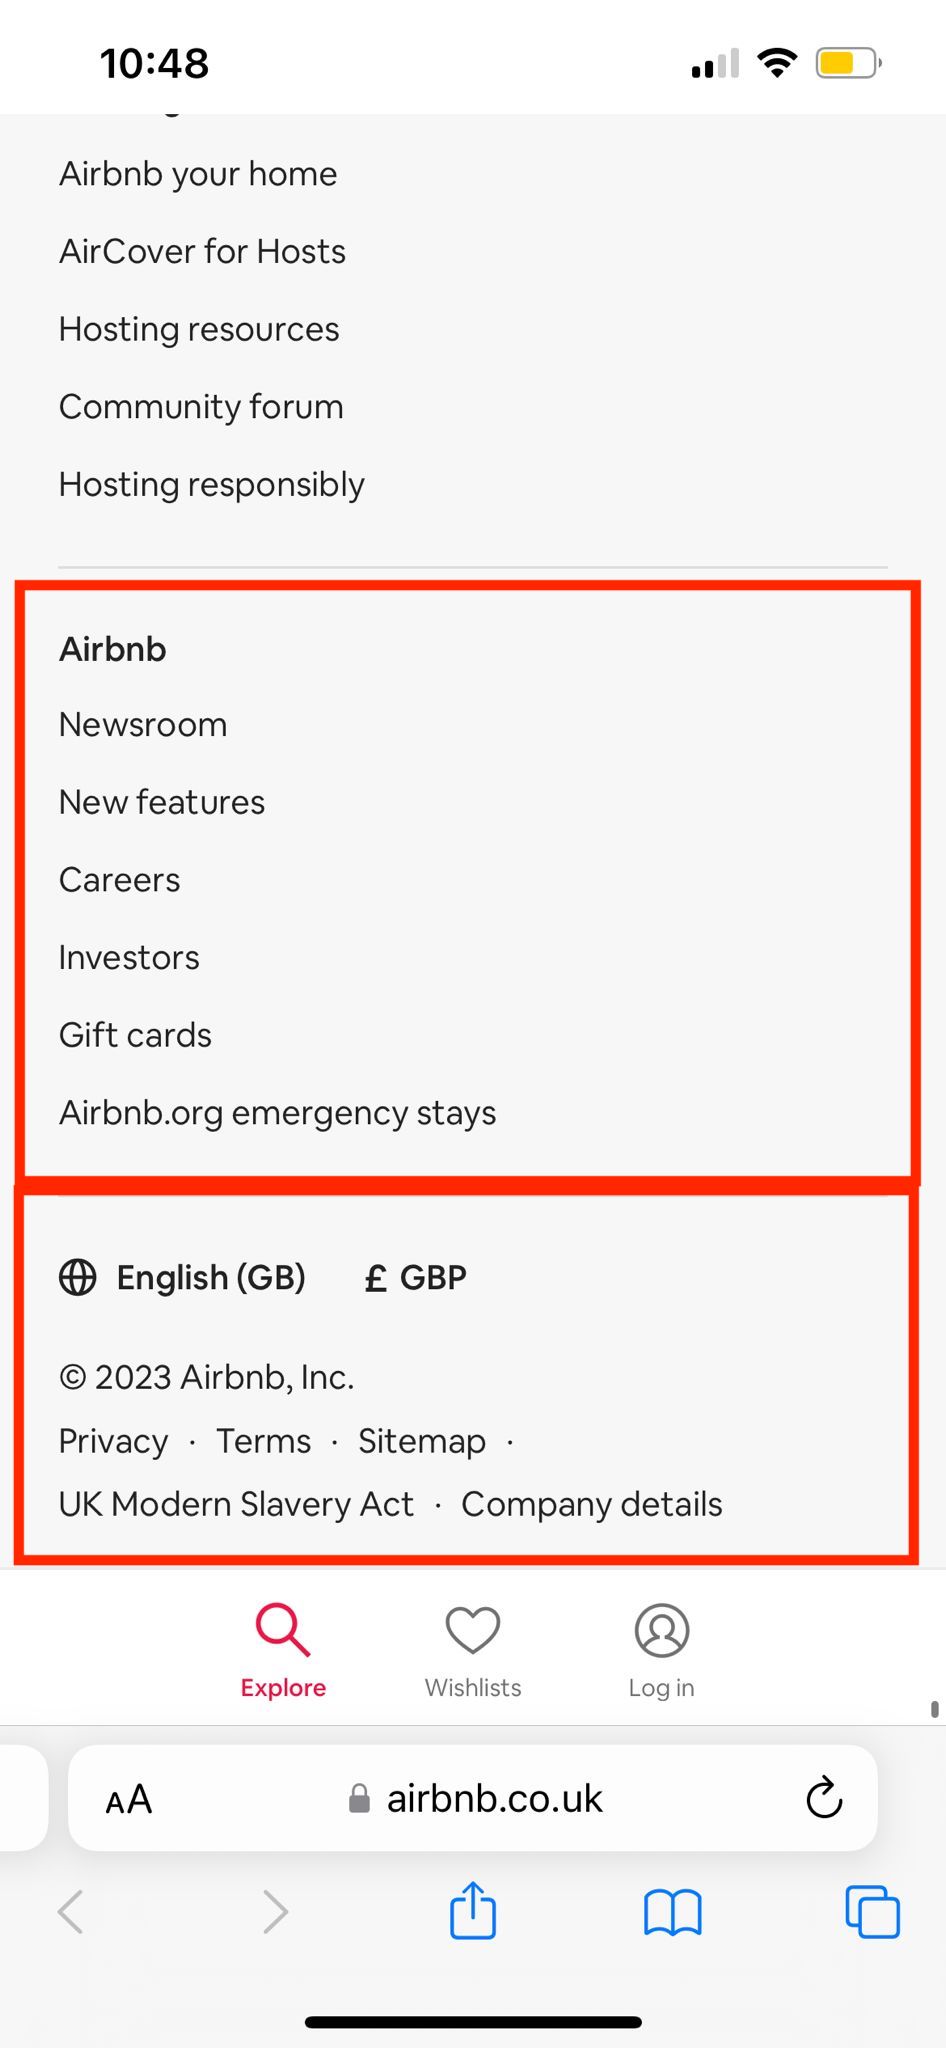 10:48
Airbnb your home
AirCover for Hosts
Hosting resources
Community forum
Hosting responsibly
Airbnb
Newsroom
New features
Careers
Investors
Gift cards
Airbnb.org emergency stays
English (GB) £ GBP
© 2023 Airbnb, Inc.
Privacy · Terms · Sitemap ·
UK Modern Slavery Act · Company details
Explore Wishlists Log in
AA airbnb.co.uk